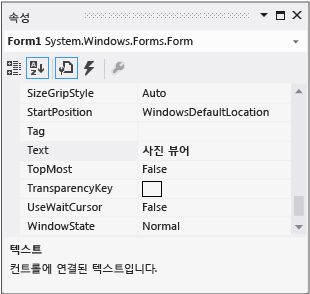 속성
Form1 System.Windows.Forms.Form
SizeGripStyle Auto
StartPosition WindowsDefaultLocation
Tag
Text 사진 뷰어
TopMost False
TransparencyKey
UseWaitCursor False
WindowState Normal
텍스트
컨트롤에 연결된 텍스트입니다.